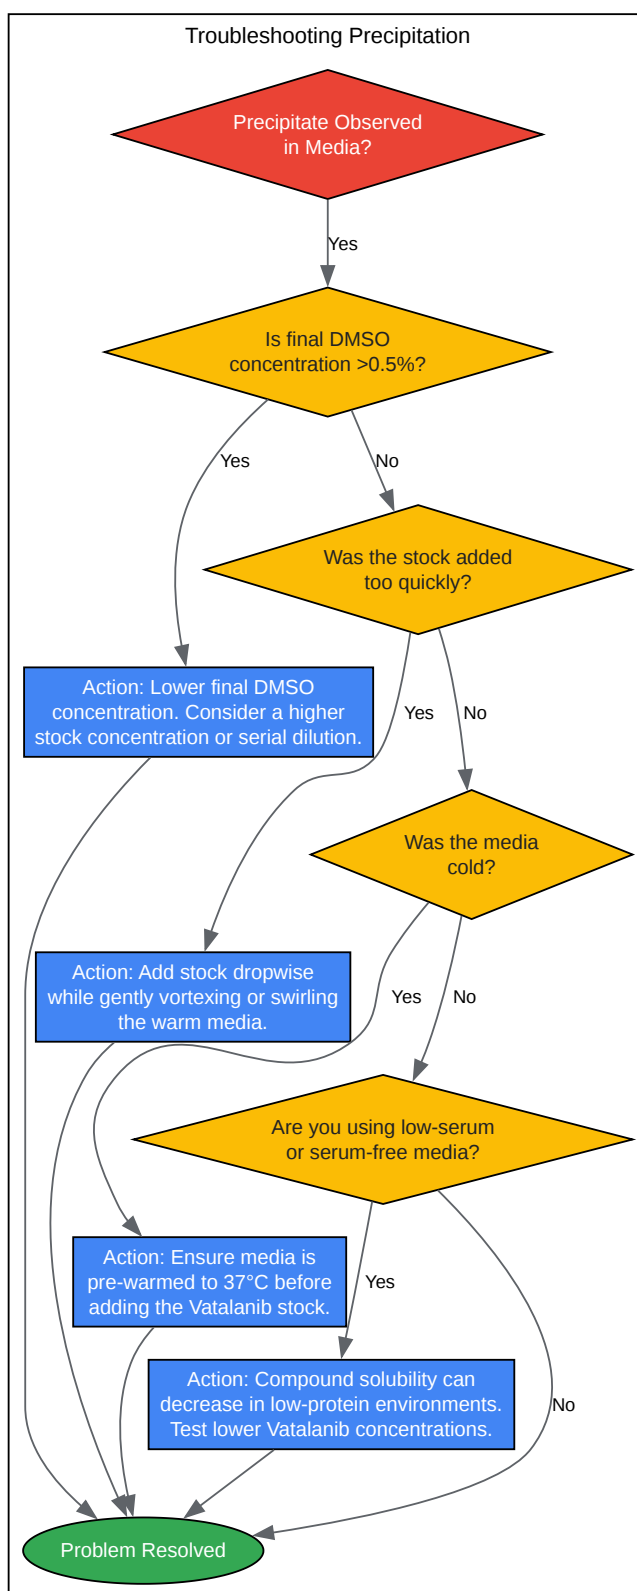 Troubleshooting Precipitation
Precipitate Observed
in Media?
Yes
Is final DMSO
concentration >0.5%?
Yes
No
Was the stock added
too quickly?
Action: Lower final DMSO
concentration. Consider a higher
stock concentration or serial dilution.
Yes
No
Was the media
cold?
Action: Add stock dropwise
while gently vortexing or swirling
the warm media.
Yes
No
Are you using low-serum
or serum-free media?
Action: Ensure media is
pre-warmed to 37°C before
adding the Vatalanib stock.
Yes
Action: Compound solubility can
decrease in low-protein environments.
Test lower Vatalanib concentrations.
No
Problem Resolved